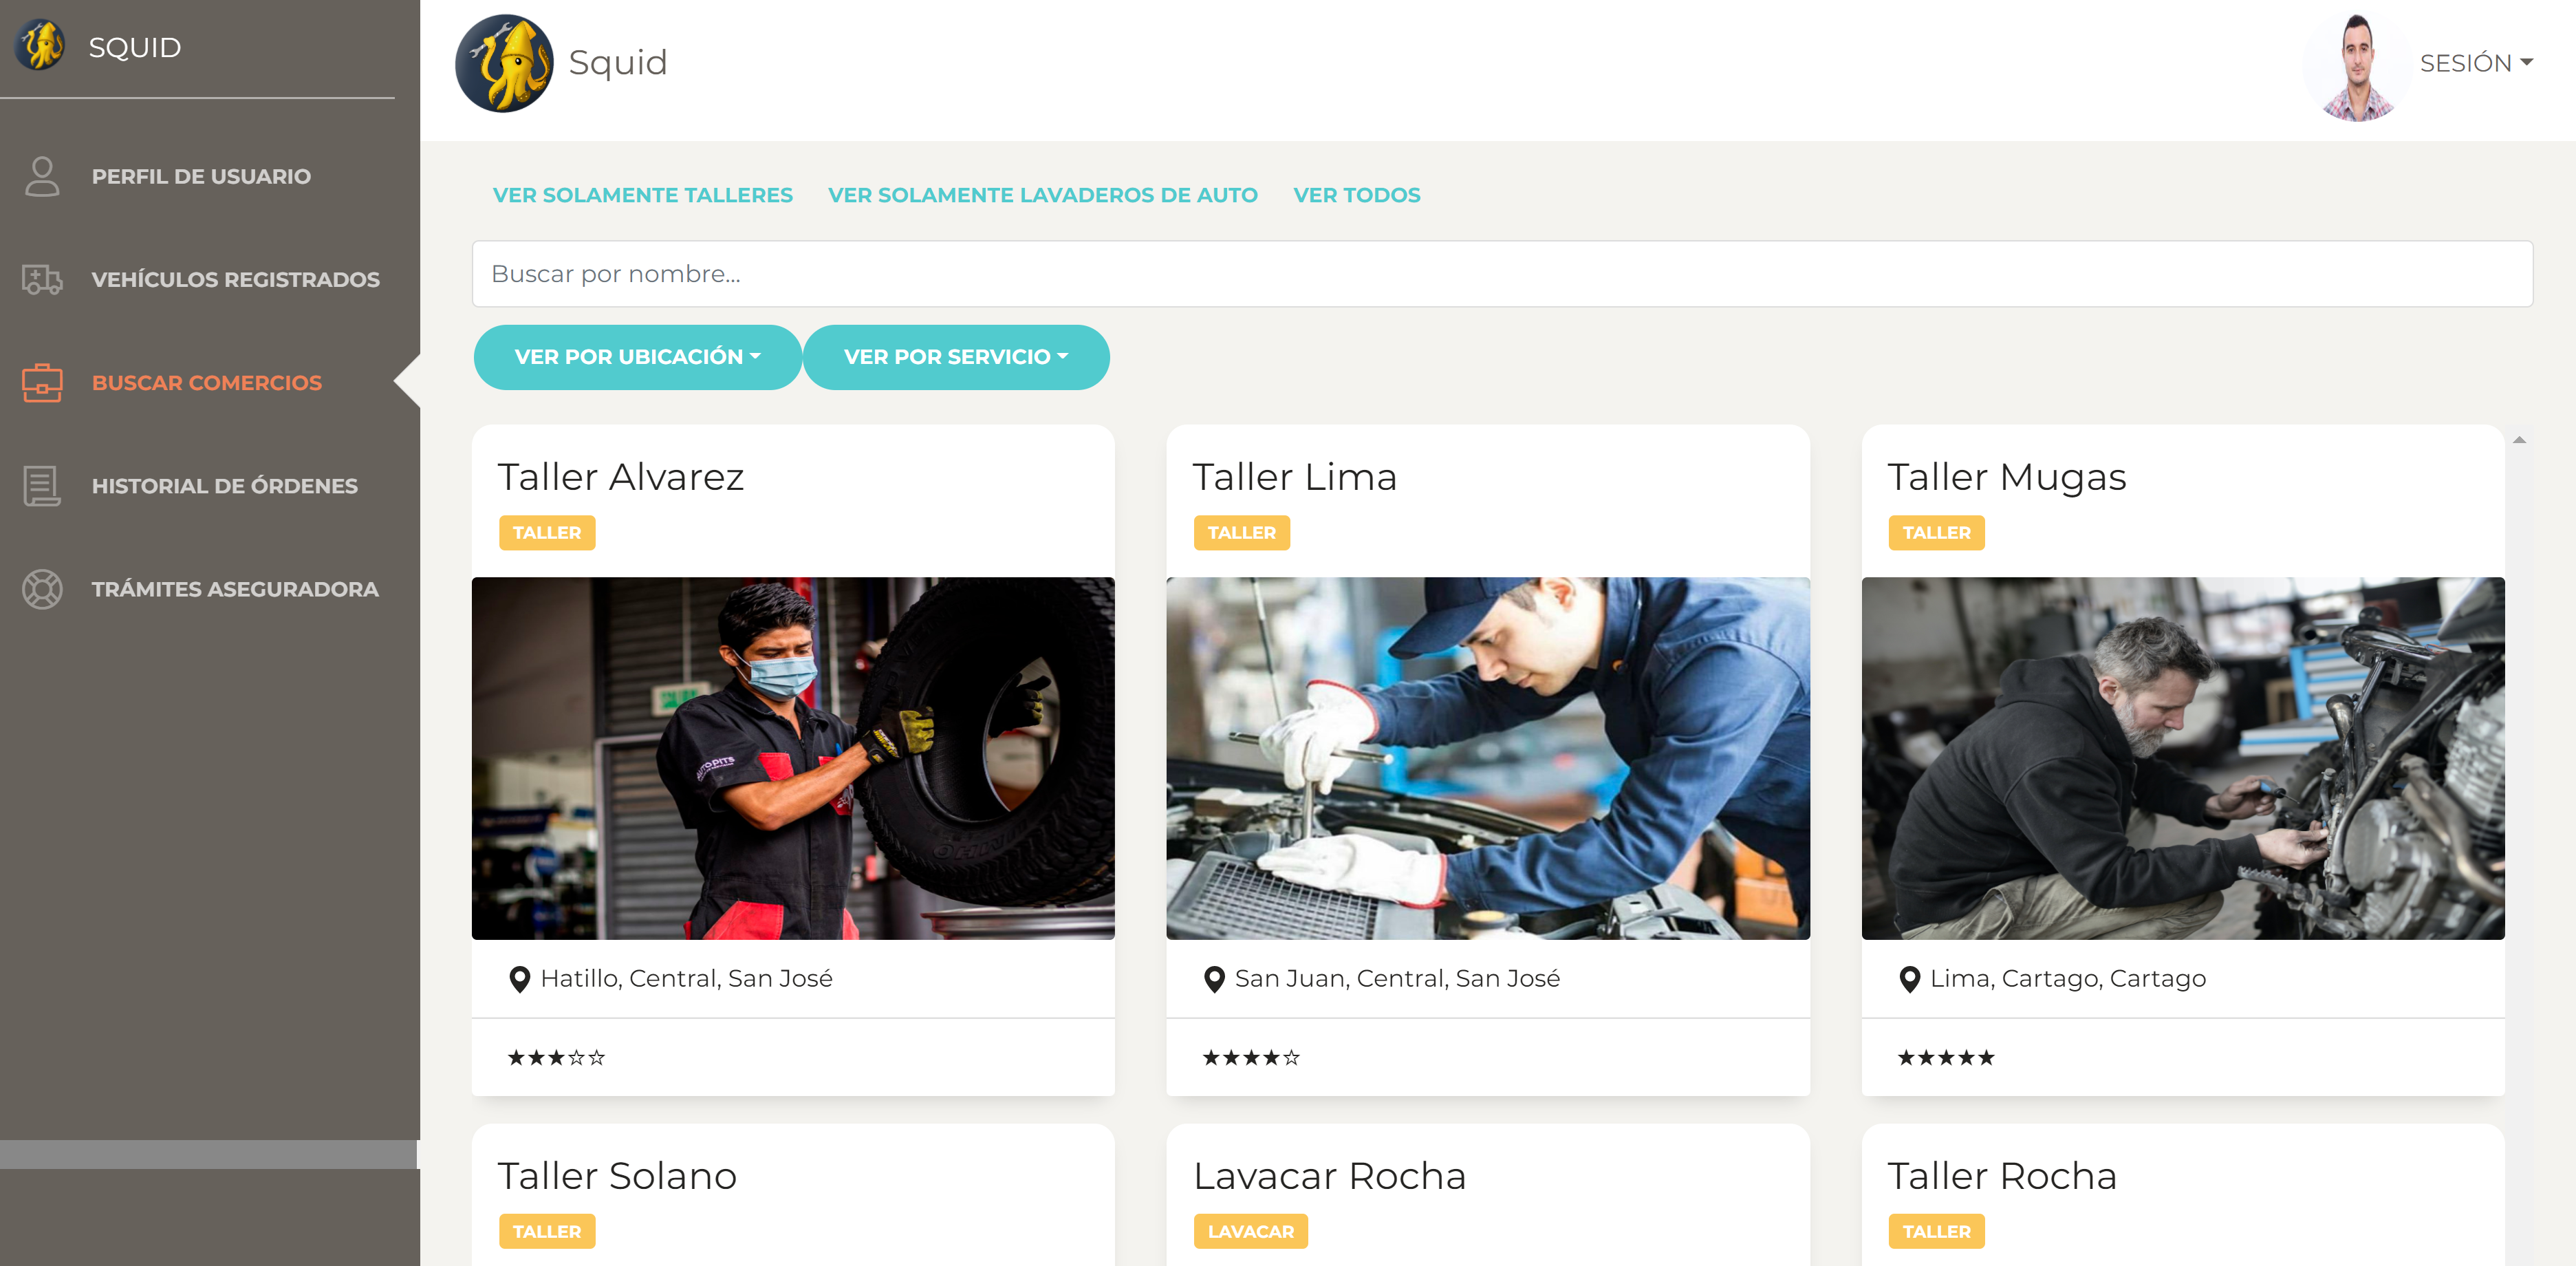 SQUID
PERFIL DE USUARIO
VEHÍCULOS REGISTRADOS
BUSCAR COMERCIOS
HISTORIAL DE ÓRDENES
TRÁMITES ASEGURADORA
Squid
SESIÓN
VER SOLAMENTE TALLERES VER SOLAMENTE LAVADEROS DE AUTO VER TODOS
Buscar por nombre...
VER POR UBICACIÓN VER POR SERVICIO
Taller Alvarez
TALLER
AUTOPITS
Hatillo, Central, San José
★★★☆☆
Taller Lima
TALLER
San Juan, Central, San José
★★★★☆
Taller Mugas
TALLER
Lima, Cartago, Cartago
★★★★★
Taller Solano
TALLER
Lavacar Rocha
LAVACAR
Taller Rocha
TALLER